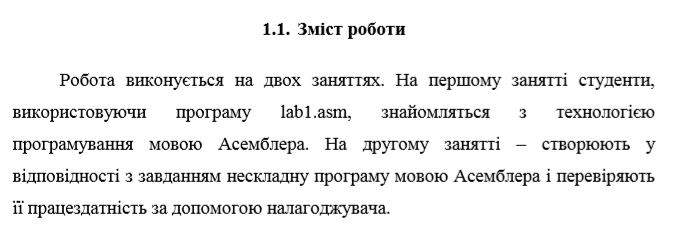 1.1. Зміст роботи
Робота виконується на двох заняттях. На першому занятті студенти,
використовуючи програму lab1.asm, знайомляться з технологією
програмування мовою Асемблера. На другому занятті – створюють у
відповідності з завданням нескладну програму мовою Асемблера і перевіряють
її працездатність за допомогою налагоджувача.